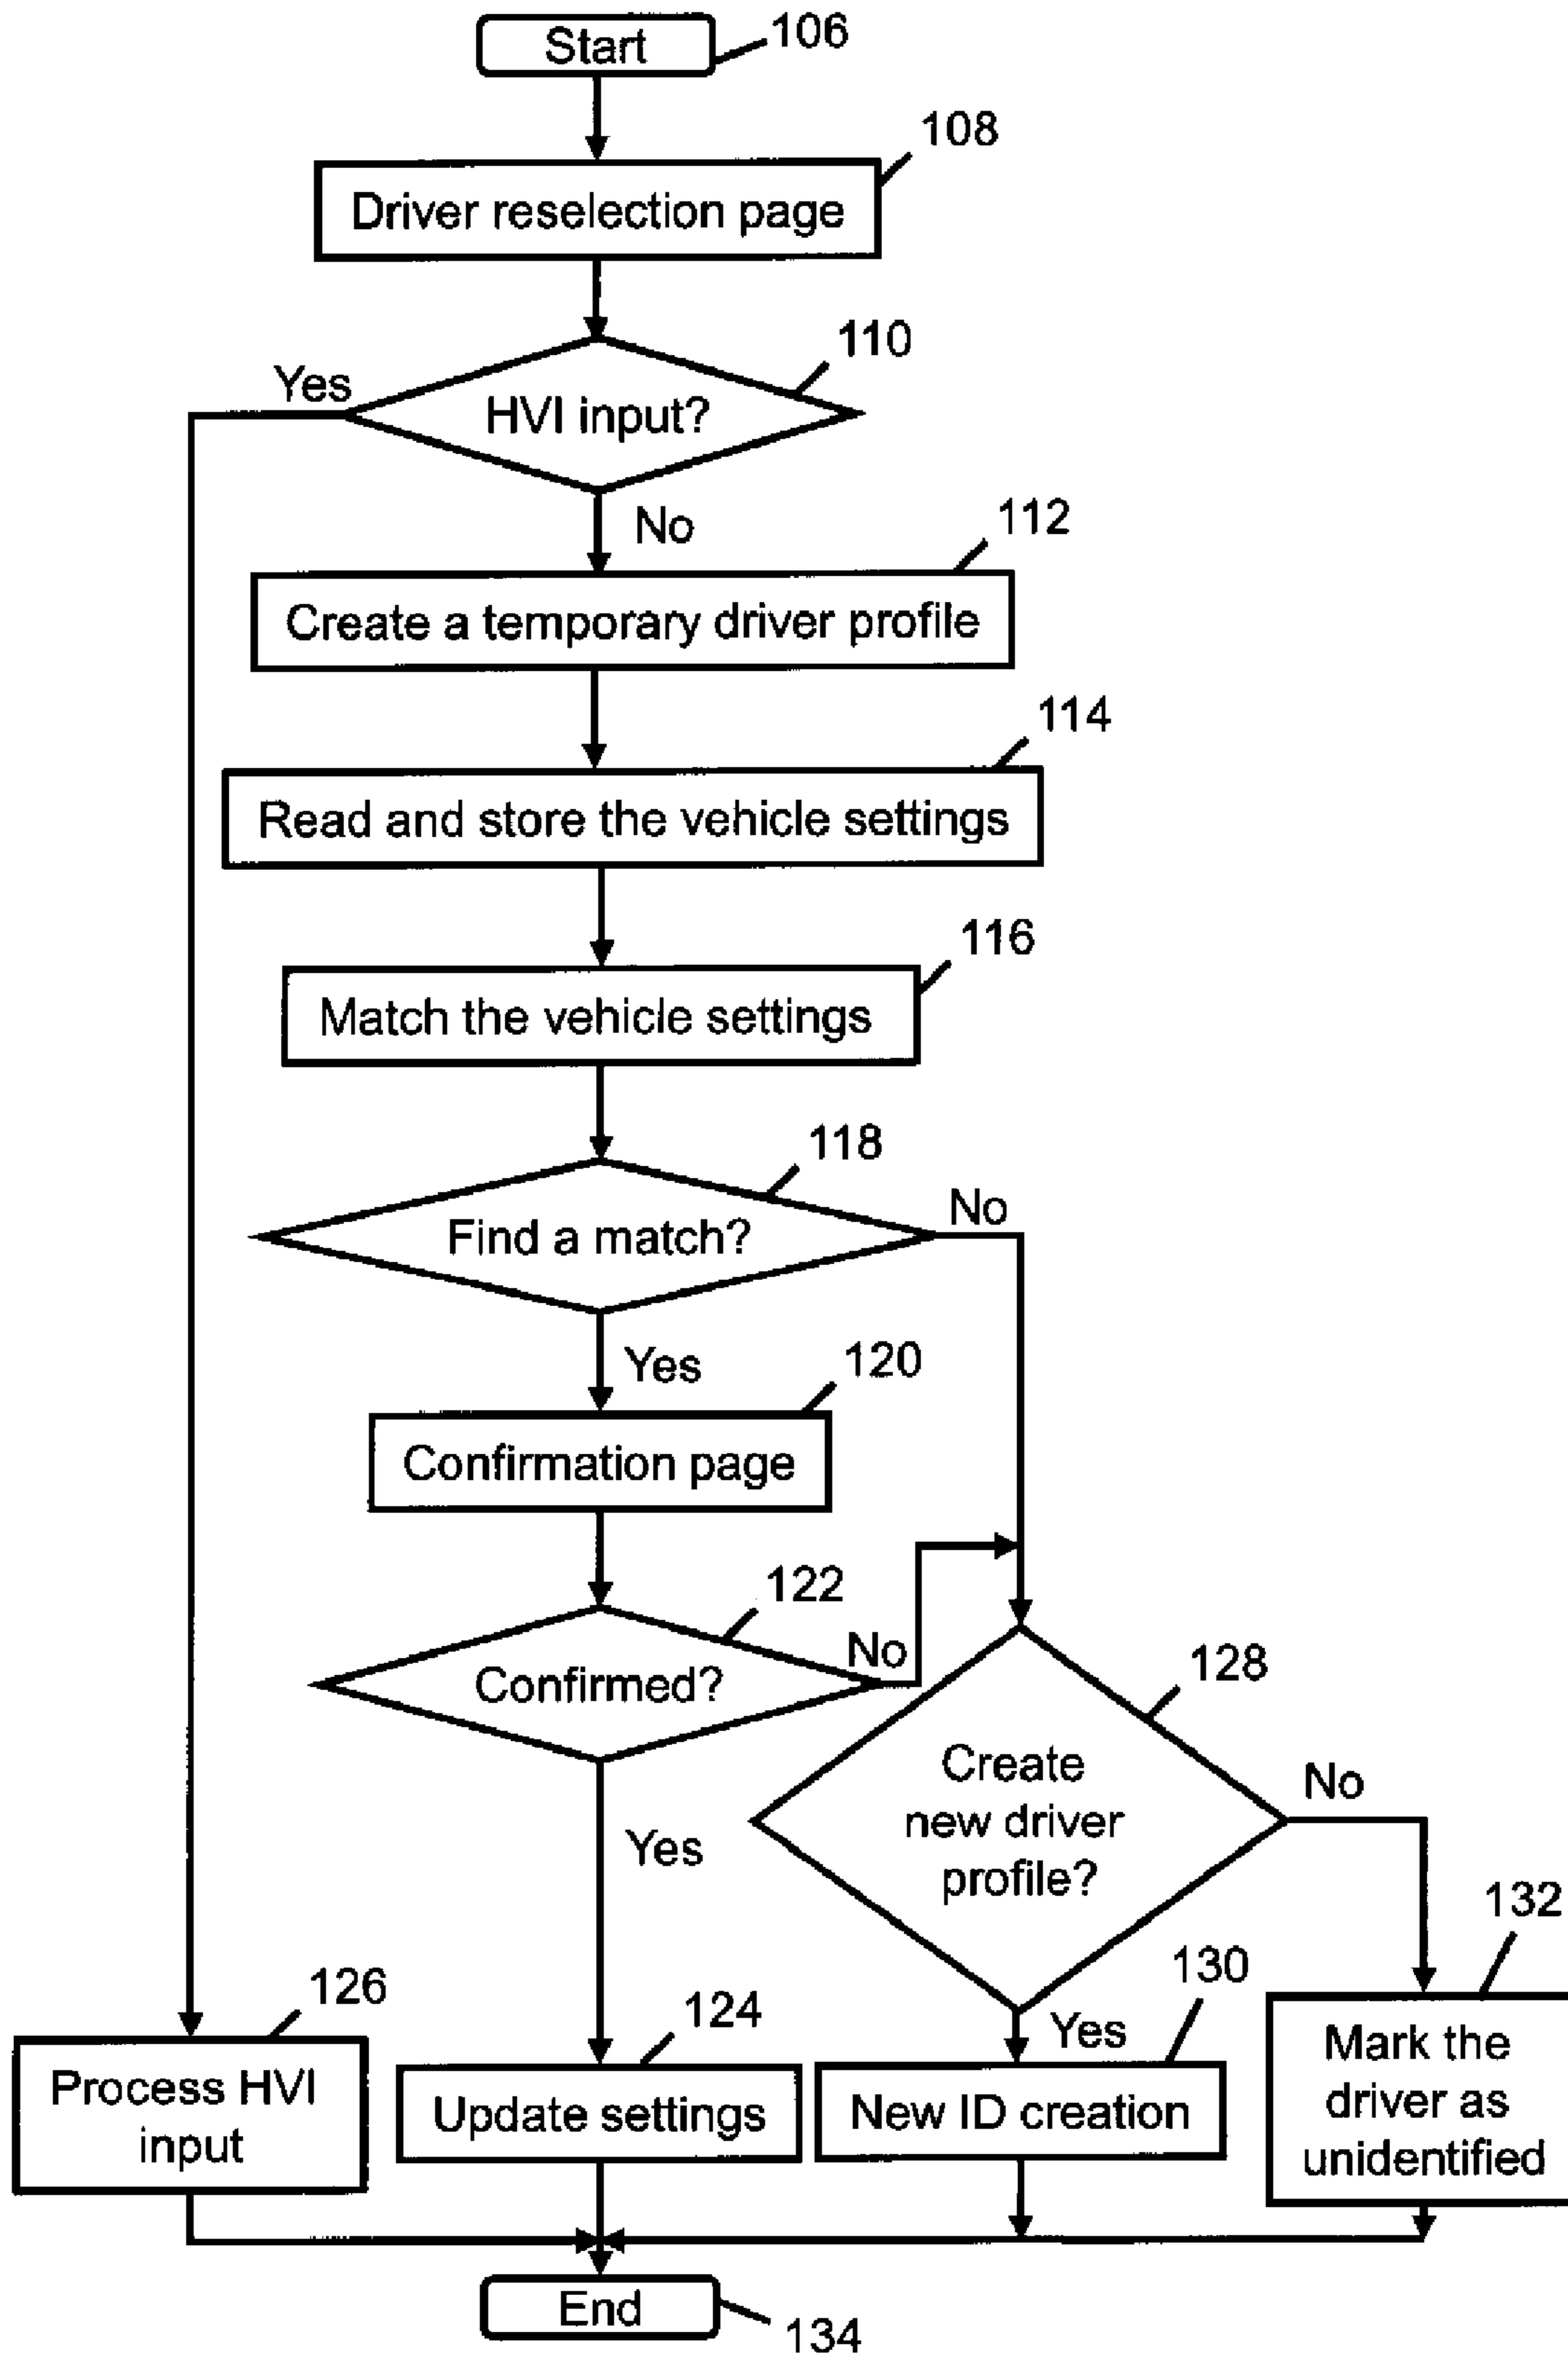 Start
106
108
Driver reselection page
110
Yes
HVI input?
No
112
Create a temporary driver profile
114
Read and store the vehicle settings
116
Match the vehicle settings
118
No
Find a match?
Yes
120
Confirmation page
122
No
Confirmed?
128
Create
new driver
profile?
No
Yes
132
130
126
124
Yes
Mark the
driver as
unidentified
Process HVI
input
Update settings
New ID creation
End
134